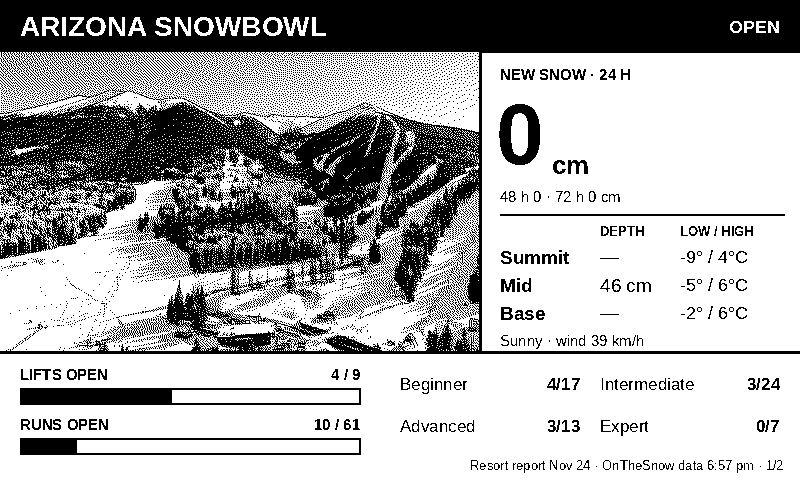 ARIZONA SNOWBOWL
OPEN
NEW SNOW · 24 H
0 cm
48 h 0 · 72 h 0 cm
DEPTH LOW / HIGH
Summit — -9° / 4°C
Mid 46 cm -5° / 6°C
Base — -2° / 6°C
Sunny · wind 39 km/h
LIFTS OPEN 4 / 9
RUNS OPEN 10 / 61
Beginner 4/17 Intermediate 3/24
Advanced 3/13 Expert 0/7
Resort report Nov 24 · OnTheSnow data 6:57 pm · 1/2